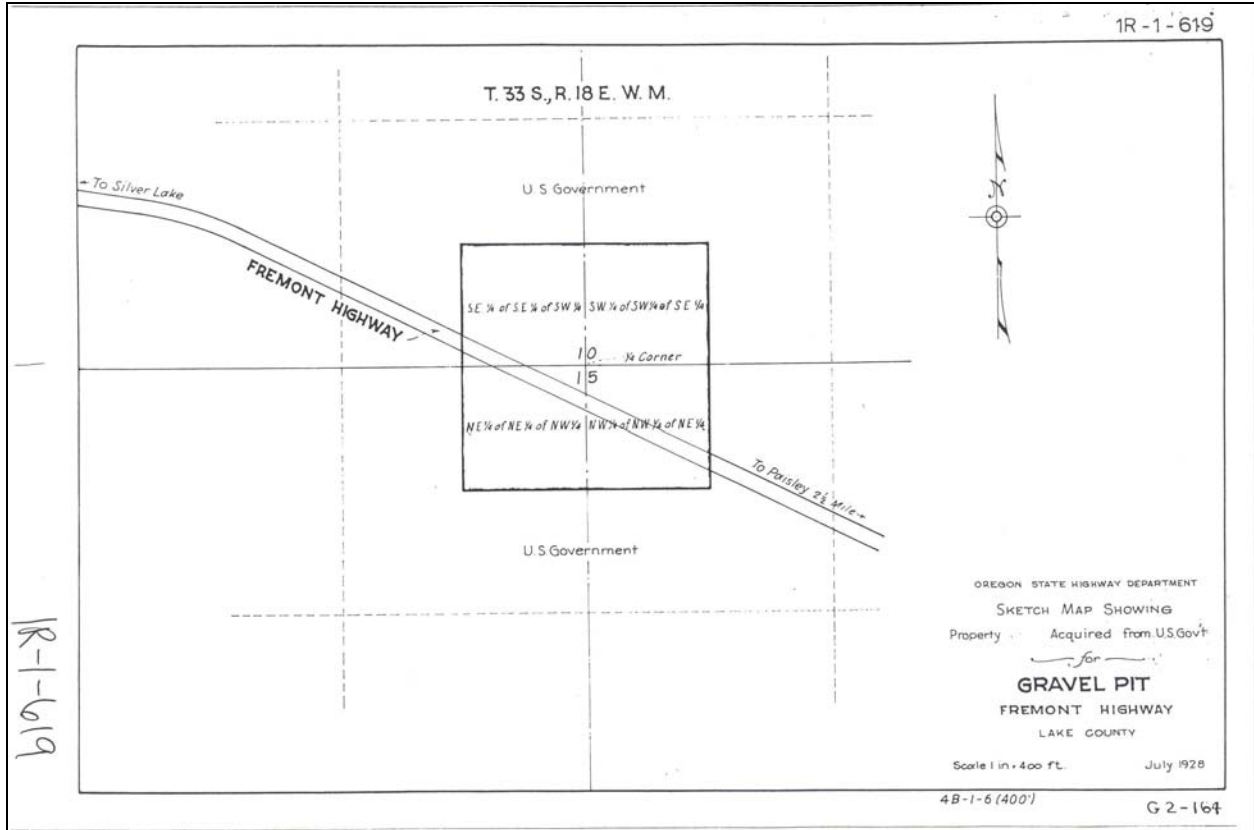 1R-1-619
T. 33 S., R. 18 E. W. M.
← To Silver Lake
U. S Government
N
FREMONT HIGHWAY
SE ¼ of SE ¼ of SW ¼ SW ¼ of SW ¼ of SE ¼
10 ¼ Corner
15
NE ¼ of NE ¼ of NW ¼ NW ¼ of NW ¼ of NE ¼
To Paisley 2½ Mile →
U. S Government
OREGON STATE HIGHWAY DEPARTMENT
SKETCH MAP SHOWING
Property Acquired from U.S. Gov't
for
GRAVEL PIT
FREMONT HIGHWAY
LAKE COUNTY
Scale 1 in. = 400 ft. July 1928
4B-1-6 (400')
G 2-164
1R-1-619